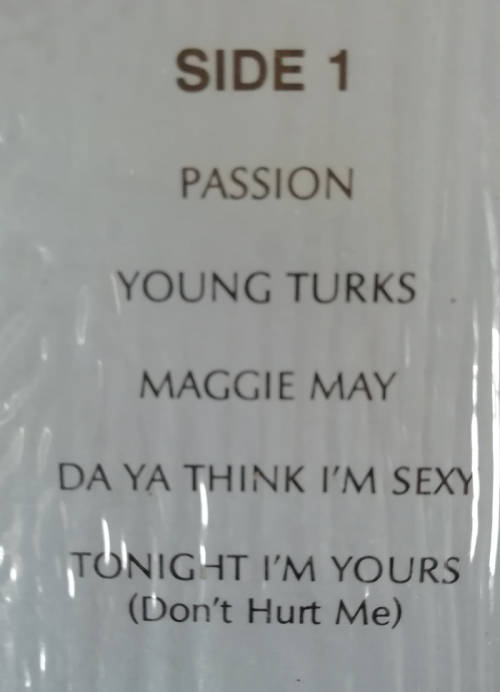 SIDE 1
PASSION
YOUNG TURKS
MAGGIE MAY
DA YA THINK I'M SEXY
TONIGHT I'M YOURS
(Don't Hurt Me)